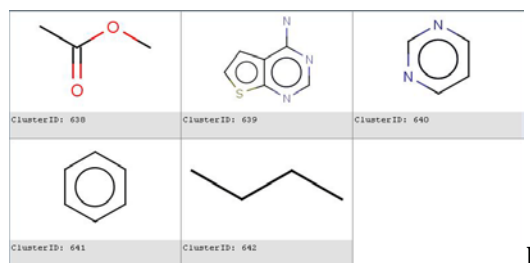 O
O
N
N
N
S
N
N
ClusterID: 638
ClusterID: 639
ClusterID: 640
ClusterID: 641
ClusterID: 642